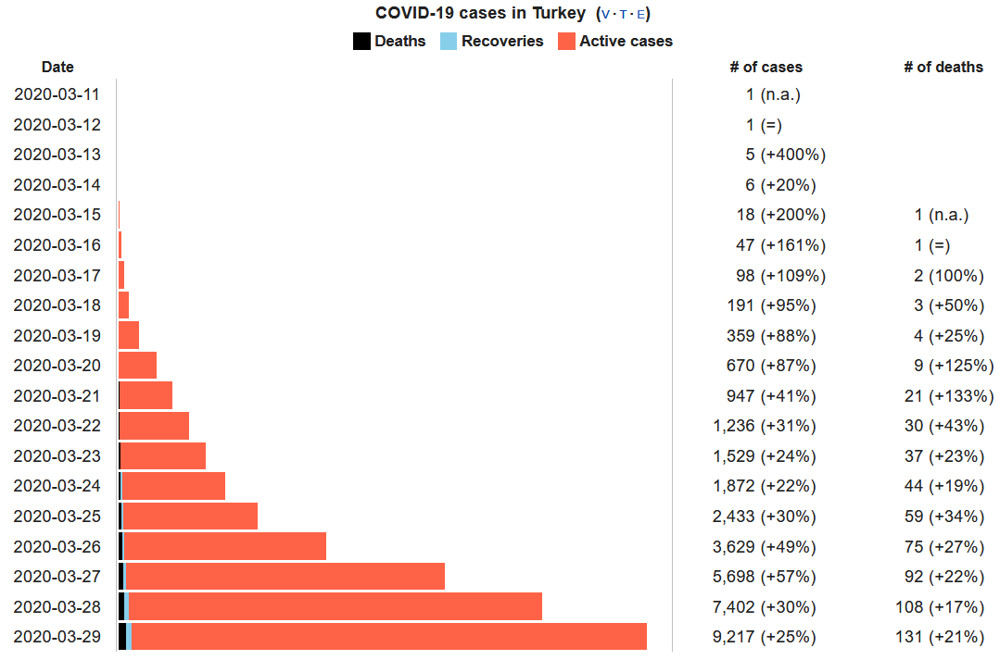 COVID-19 cases in Turkey (V · T · E)
Deaths Recoveries Active cases
Date # of cases # of deaths
2020-03-11 1 (n.a.)
2020-03-12 1 (=)
2020-03-13 5 (+400%)
2020-03-14 6 (+20%)
2020-03-15 18 (+200%) 1 (n.a.)
2020-03-16 47 (+161%) 1 (=)
2020-03-17 98 (+109%) 2 (100%)
2020-03-18 191 (+95%) 3 (+50%)
2020-03-19 359 (+88%) 4 (+25%)
2020-03-20 670 (+87%) 9 (+125%)
2020-03-21 947 (+41%) 21 (+133%)
2020-03-22 1,236 (+31%) 30 (+43%)
2020-03-23 1,529 (+24%) 37 (+23%)
2020-03-24 1,872 (+22%) 44 (+19%)
2020-03-25 2,433 (+30%) 59 (+34%)
2020-03-26 3,629 (+49%) 75 (+27%)
2020-03-27 5,698 (+57%) 92 (+22%)
2020-03-28 7,402 (+30%) 108 (+17%)
2020-03-29 9,217 (+25%) 131 (+21%)